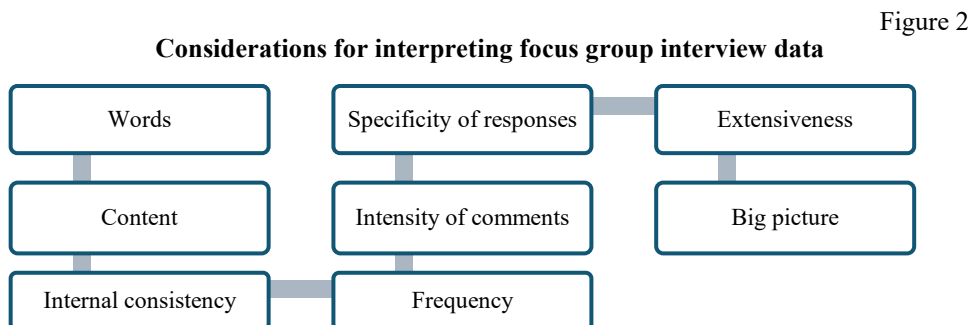 Figure 2
Considerations for interpreting focus group interview data
Words
Specificity of responses
Extensiveness
Content
Intensity of comments
Big picture
Internal consistency
Frequency